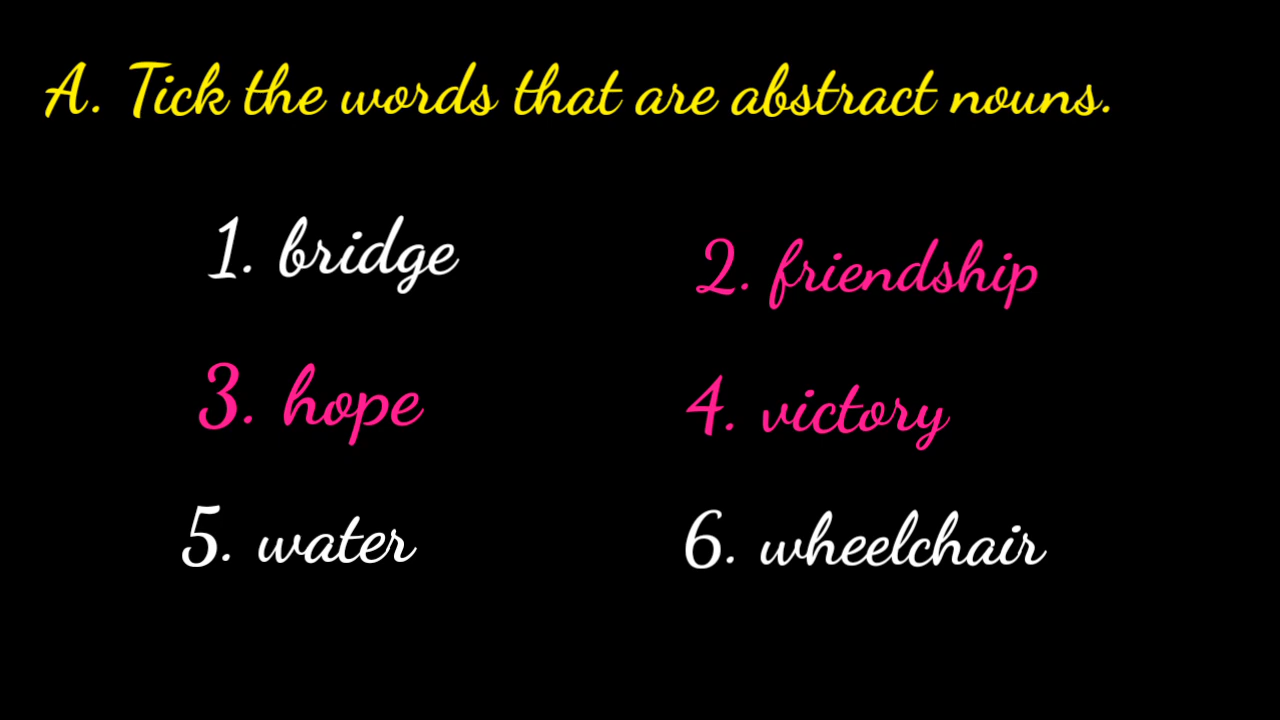 A. Tick the words that are abstract nouns.
1. bridge
2. friendship
3. hope
4. victory
5. water
6. wheelchair